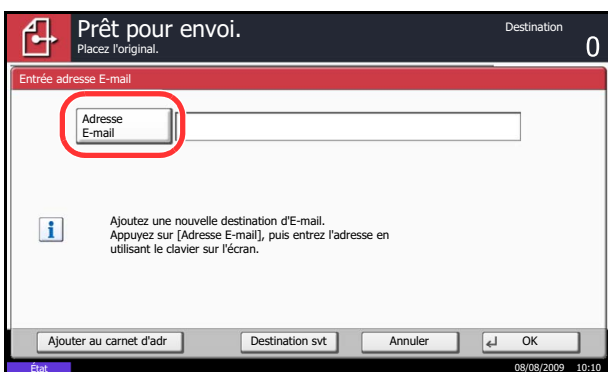 Prêt pour envoi.
Placez l'original.
Destination
0
Entrée adresse E-mail
Adresse
E-mail
Ajoutez une nouvelle destination d'E-mail.
Appuyez sur [Adresse E-mail], puis entrez l'adresse en
utilisant le clavier sur l'écran.
Ajouter au carnet d'adr
Destination svt
Annuler
OK
État
08/08/2009 10:10